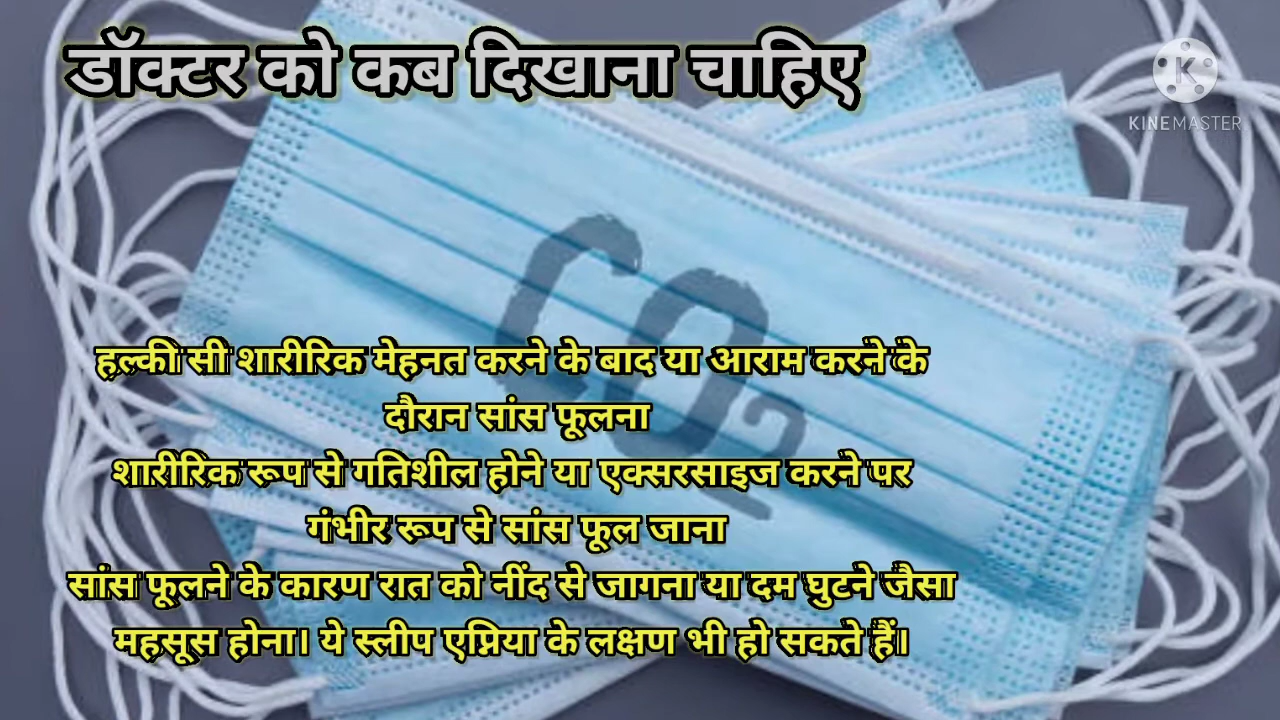 डॉक्टर को कब दिखाना चाहिए
KINEMASTER
CO2
हल्की सी शारीरिक मेहनत करने के बाद या आराम करने के
दौरान सांस फूलना
शारीरिक रूप से गतिशील होने या एक्सरसाइज करने पर
गंभीर रूप से सांस फूल जाना
सांस फूलने के कारण रात को नींद से जागना या दम घुटने जैसा
महसूस होना। ये स्लीप एप्निया के लक्षण भी हो सकते हैं।